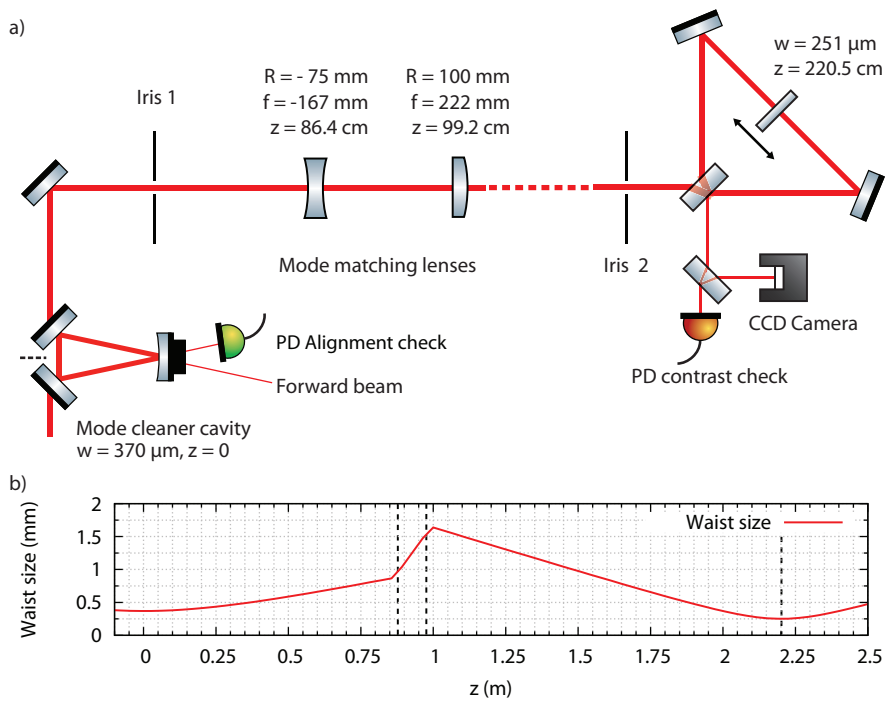 a)
Iris 1
R = - 75 mm
f = -167 mm
z = 86.4 cm
R = 100 mm
f = 222 mm
z = 99.2 cm
w = 251 µm
z = 220.5 cm
Mode matching lenses
Iris 2
CCD Camera
PD contrast check
PD Alignment check
Forward beam
Mode cleaner cavity
w = 370 µm, z = 0
b)
Waist size (mm)
2
1.5
1
0.5
0
Waist size
0
0.25
0.5
0.75
1
1.25
1.5
1.75
2
2.25
2.5
z (m)